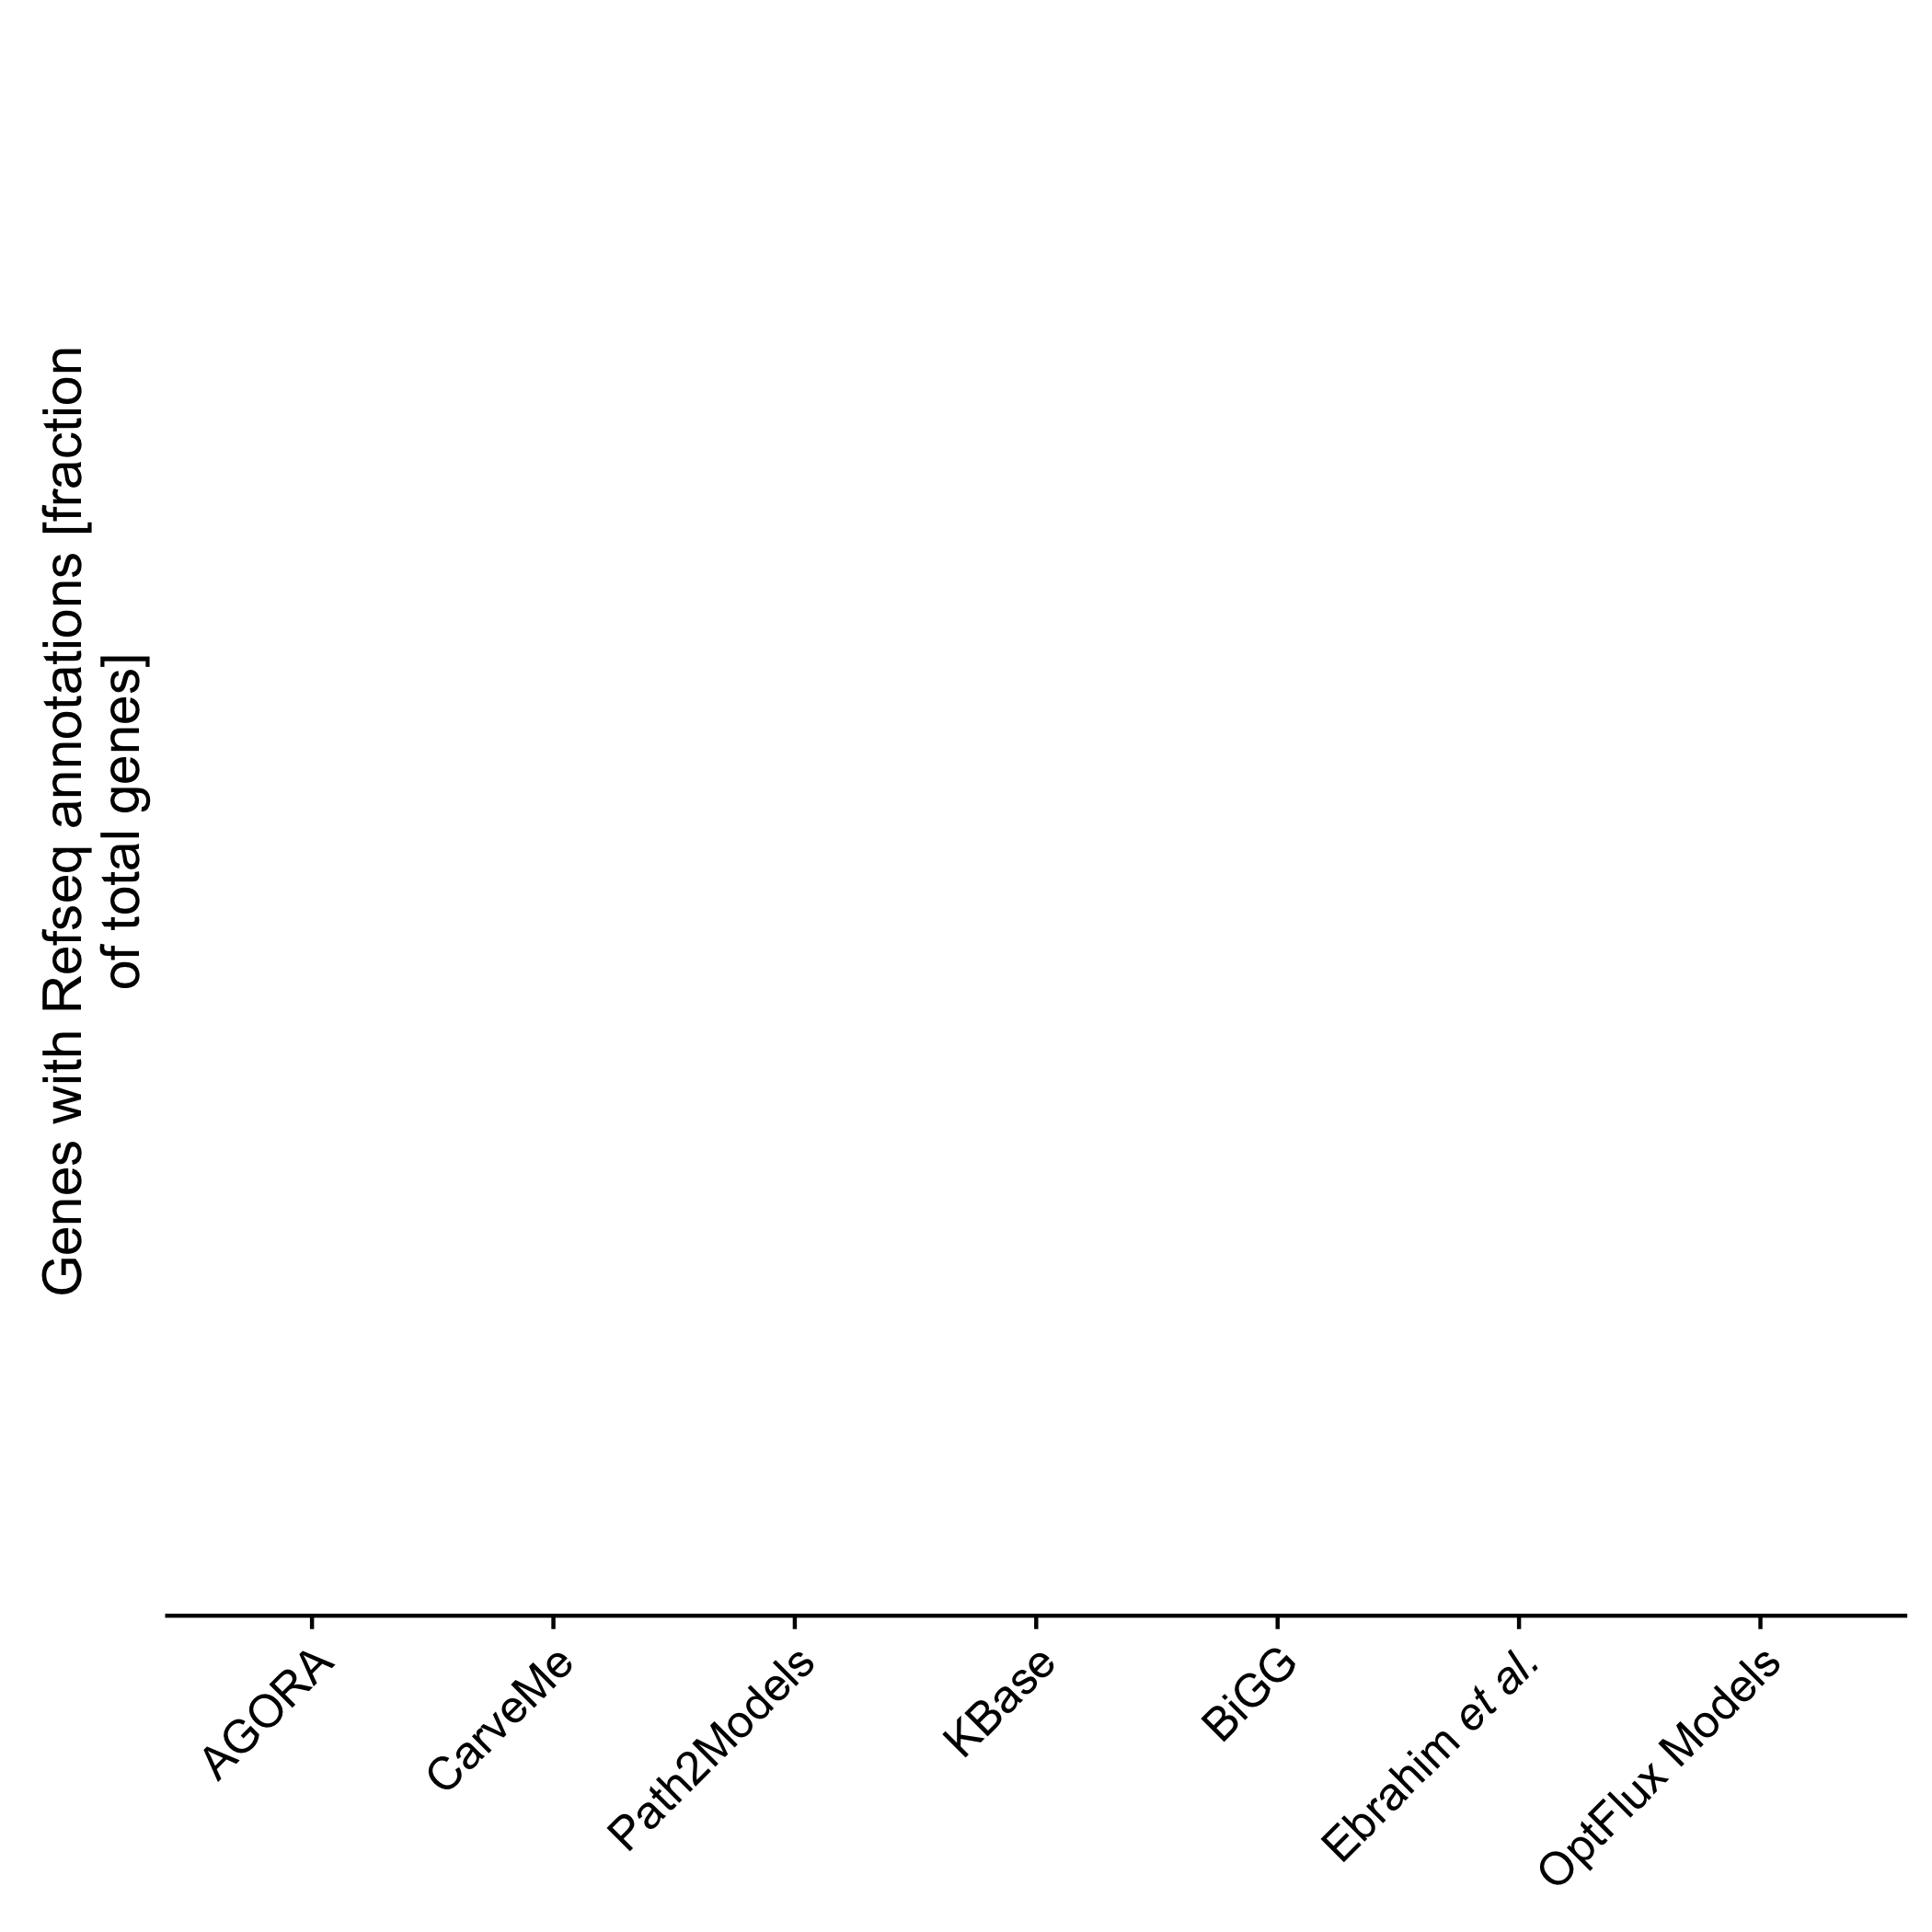 Genes with Refseq annotations [fraction
of total genes]
AGORA
CarveMe
Path2Models
KBase
BiGG
Ebrahim et al.
OptFlux Models